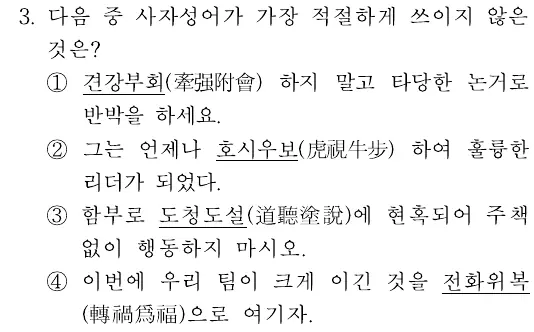 3. 다음 중 사자성어가 가장 적절하게 쓰이지 않은
것은?
① 견강부회(牽强附會) 하지 말고 타당한 논거로
반박을 하세요.
② 그는 언제나 호시우보(虎視牛步) 하여 훌륭한
리더가 되었다.
③ 함부로 도청도설(道聽塗說)에 현혹되어 주책
없이 행동하지 마시오.
④ 이번에 우리 팀이 크게 이긴 것을 전화위복
(轉禍爲福)으로 여기자.